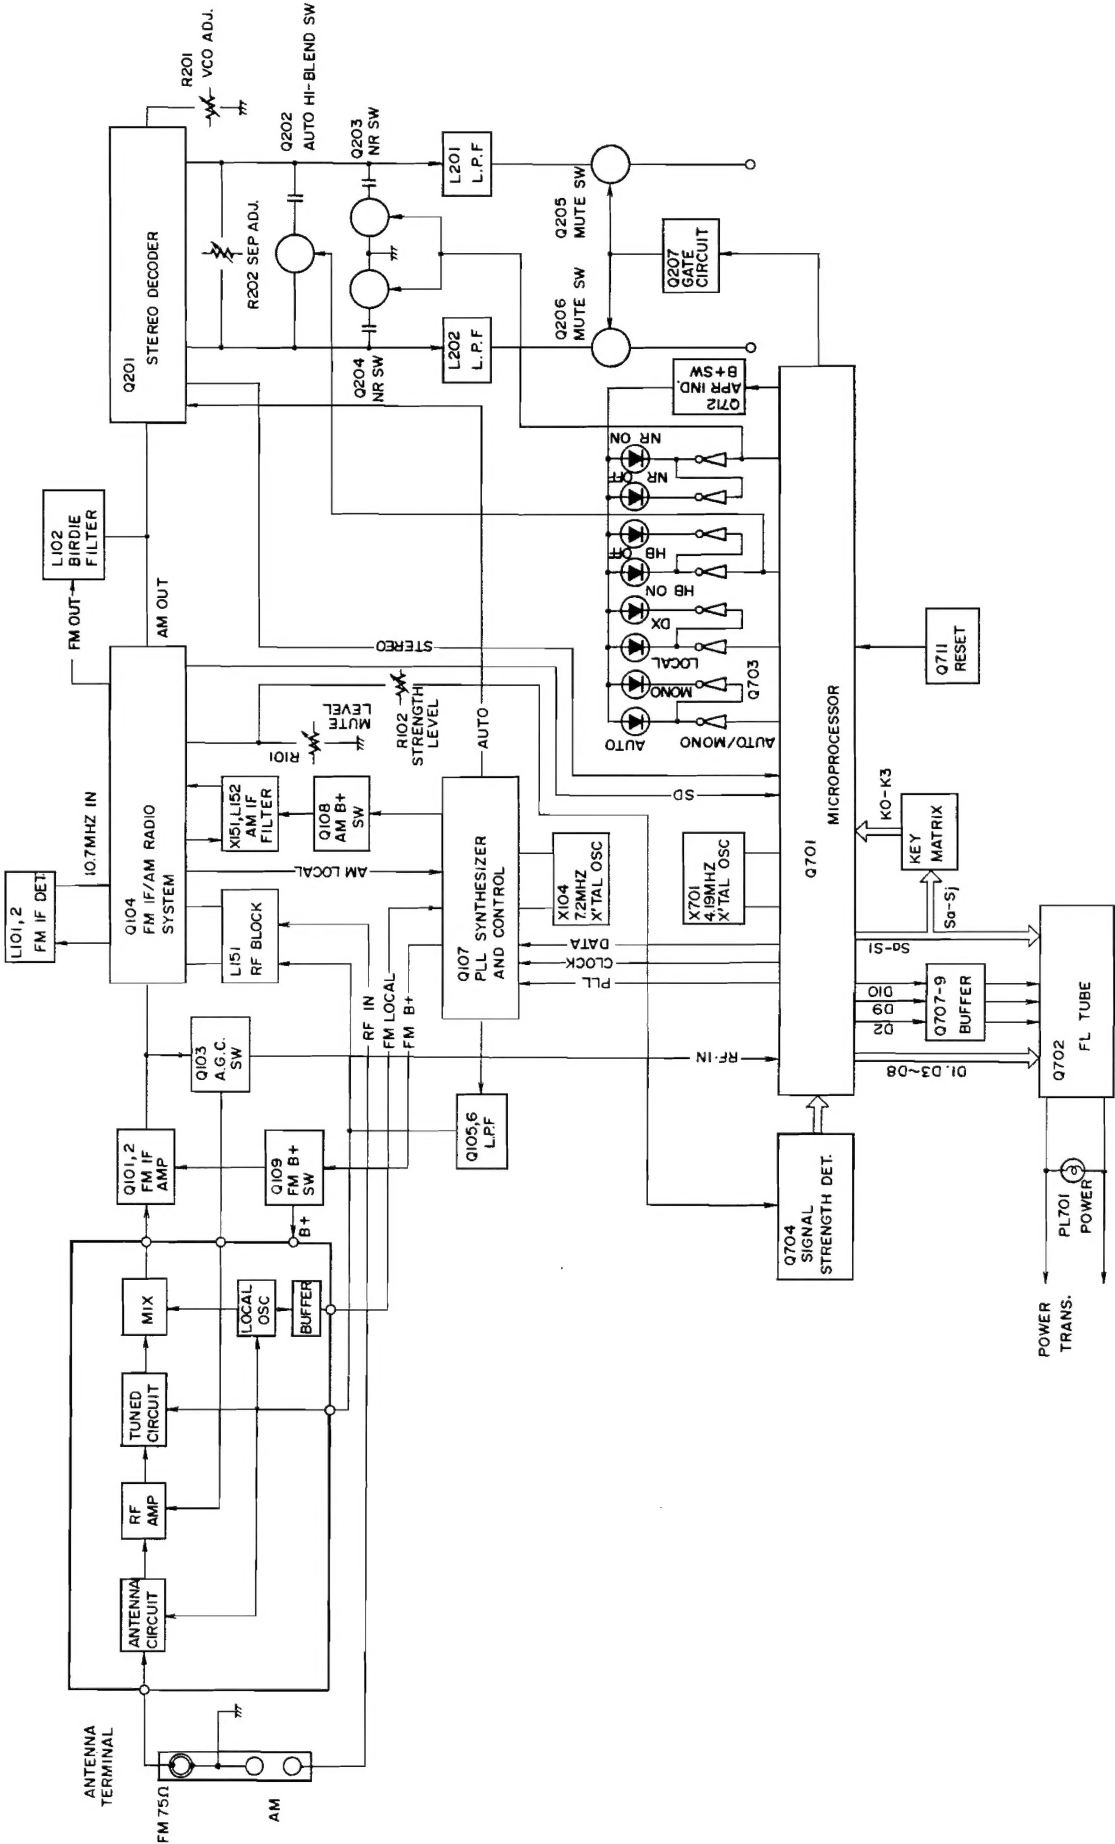 ANTENNA
TERMINAL
FM 75Ω
AM
ANTENNA
CIRCUIT
RF
AMP
TUNED
CIRCUIT
MIX
LOCAL
OSC
BUFFER
B+
Q101,2
FM IF
AMP
Q109
FM B+
SW
Q103
A.G.C.
SW
RF IN
FM LOCAL
FM B+
Q105,6
L.P.F
L101,2
FM IF DET.
10.7MHZ IN
Q104
FM IF/AM RADIO
SYSTEM
FM OUT
AM OUT
L102
BIRDIE
FILTER
L151
RF BLOCK
AM LOCAL
X151,L152
AM IF
FILTER
Q108
AM B+
SW
R101
MUTE
LEVEL
R102
STRENGTH
LEVEL
STEREO
AUTO
SD
Q107
PLL SYNTHESIZER
AND CONTROL
X104
7.2MHZ
X'TAL OSC
PLL
CLOCK
DATA
RF·IN
Q201
STEREO DECODER
R201
VCO ADJ.
R202 SEP ADJ.
Q202
AUTO HI-BLEND SW
Q203
NR SW
Q204
NR SW
L201
L.P.F
L202
L.P.F
Q205
MUTE SW
Q206
MUTE SW
Q207
GATE
CIRCUIT
Q712
APR IND.
B+SW
AUTO
MONO
LOCAL
DX
HB ON
HB OFF
NR OFF
NR ON
AUTO/MONO
Q703
X701
4.19MHZ
X'TAL OSC
Q701
MICROPROCESSOR
Q704
SIGNAL
STRENGTH DET.
Q711
RESET
K0-K3
KEY
MATRIX
Sa-Sj
Sa-S1
D10
D9
D2
Q707-9
BUFFER
D1.D3~D8
Q702
FL TUBE
PL701
POWER
POWER
TRANS.